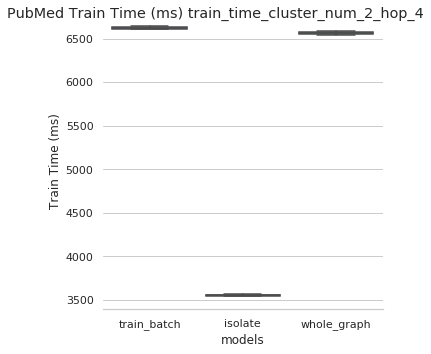 PubMed Train Time (ms) train_time_cluster_num_2_hop_4
6500
6000
5500
5000
4500
4000
3500
Train Time (ms)
train_batch isolate whole_graph
models